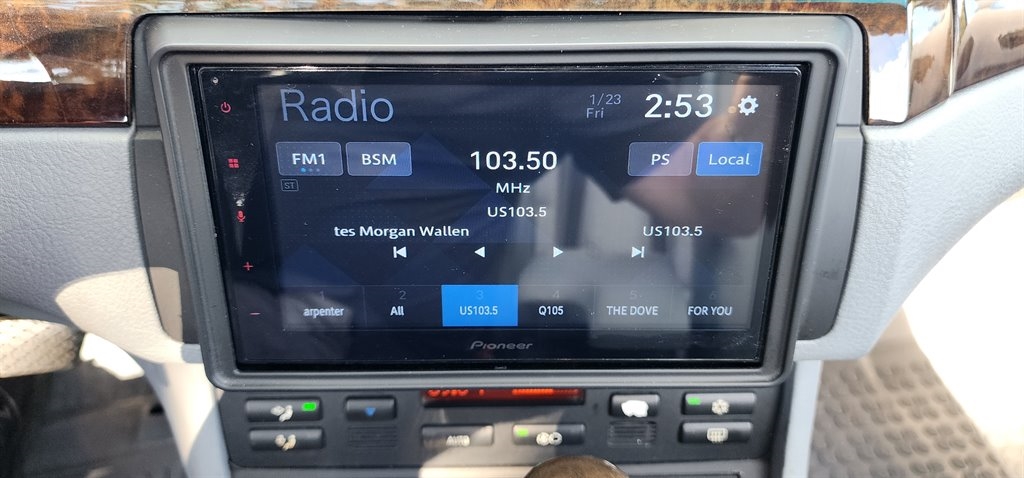 Radio
1/23
Fri
2:53
FM1
BSM
103.50
PS
Local
ST
MHz
US103.5
tes Morgan Wallen
US103.5
1 2 3 4 5
arpenter All US103.5 Q105 THE DOVE FOR YOU
Pioneer
AUTO